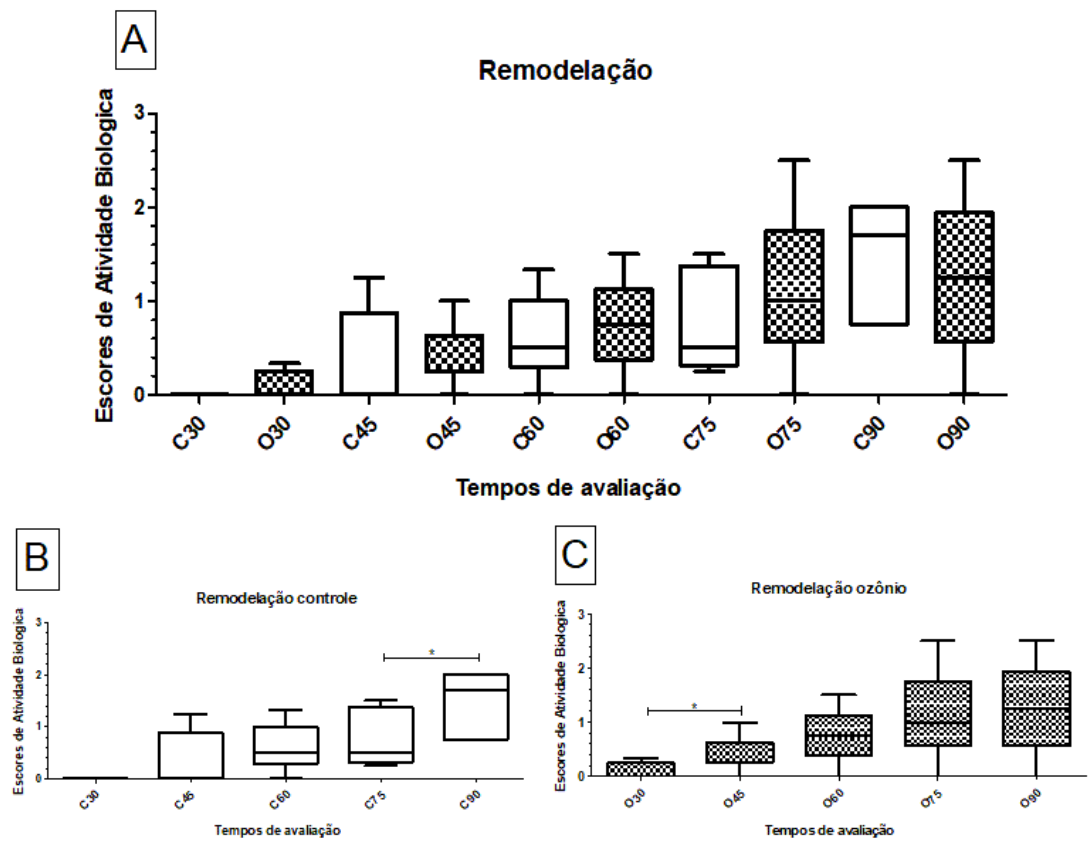 A
Remodelação
Escores de Atividade Biologica
3
2
1
0
C30 O30 C45 O45 C60 O60 C75 O75 C90 O90
Tempos de avaliação
B
Remodelação controle
Escores de Atividade Biologica
3
2
1
0
*
C30 C45 C60 C75 C90
Tempos de avaliação
C
Remodelação ozônio
Escores de Atividade Biologica
3
2
1
0
*
O30 O45 O60 O75 O90
Tempos de avaliação